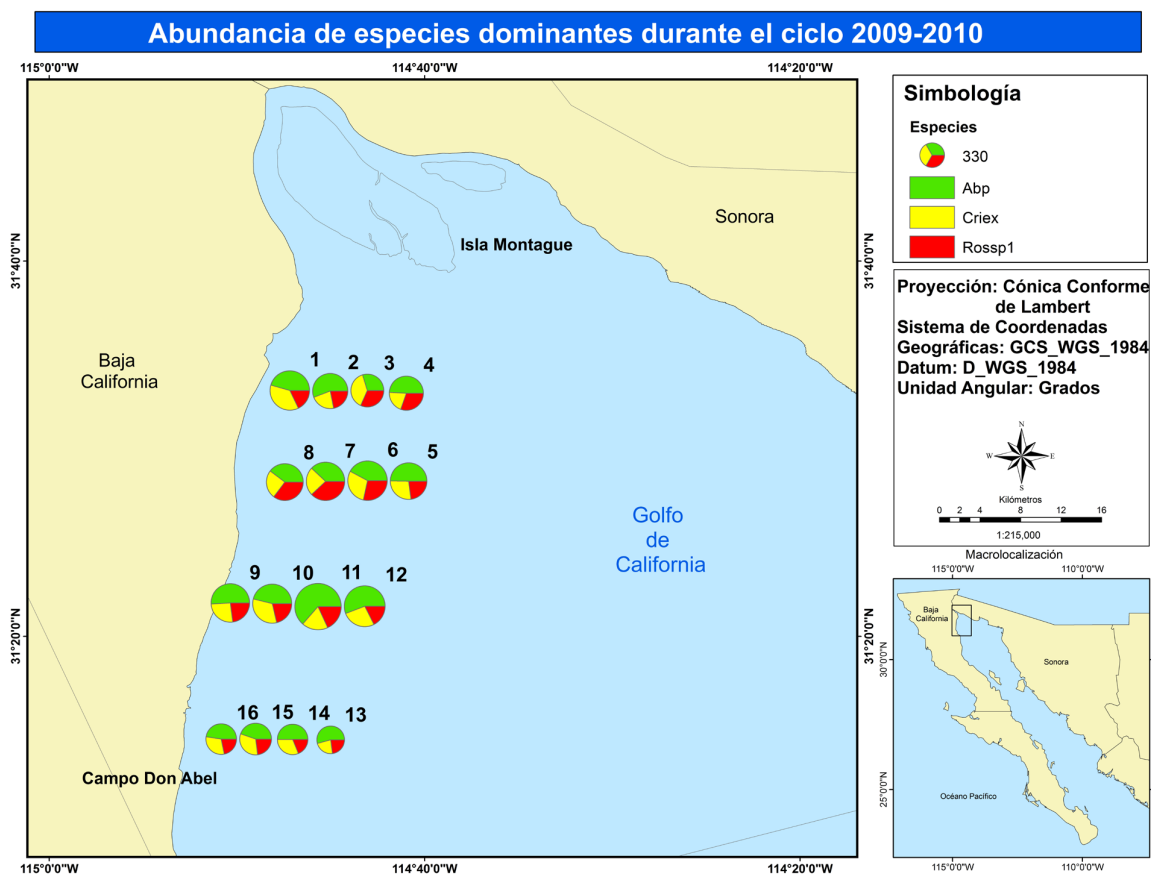 Abundancia de especies dominantes durante el ciclo 2009-2010
115°0'0"W
114°40'0"W
114°20'0"W
31°40'0"N
31°20'0"N
31°40'0"N
31°20'0"N
Sonora
Isla Montague
Baja
California
1
2
3
4
8
7
6
5
Golfo
de
California
9
10
11
12
16
15
14
13
Campo Don Abel
115°0'0"W
114°40'0"W
114°20'0"W
Simbología
Especies
330
Abp
Criex
Rossp1
Proyección: Cónica Conforme
de Lambert
Sistema de Coordenadas
Geográficas: GCS_WGS_1984
Datum: D_WGS_1984
Unidad Angular: Grados
N
W
E
S
Kilómetros
0 2 4 8 12 16
1:215,000
Macrolocalización
115°0'0"W
110°0'0"W
30°0'0"N
25°0'0"N
30°0'0"N
25°0'0"N
Baja
California
Sonora
Océano Pacífico
115°0'0"W
110°0'0"W